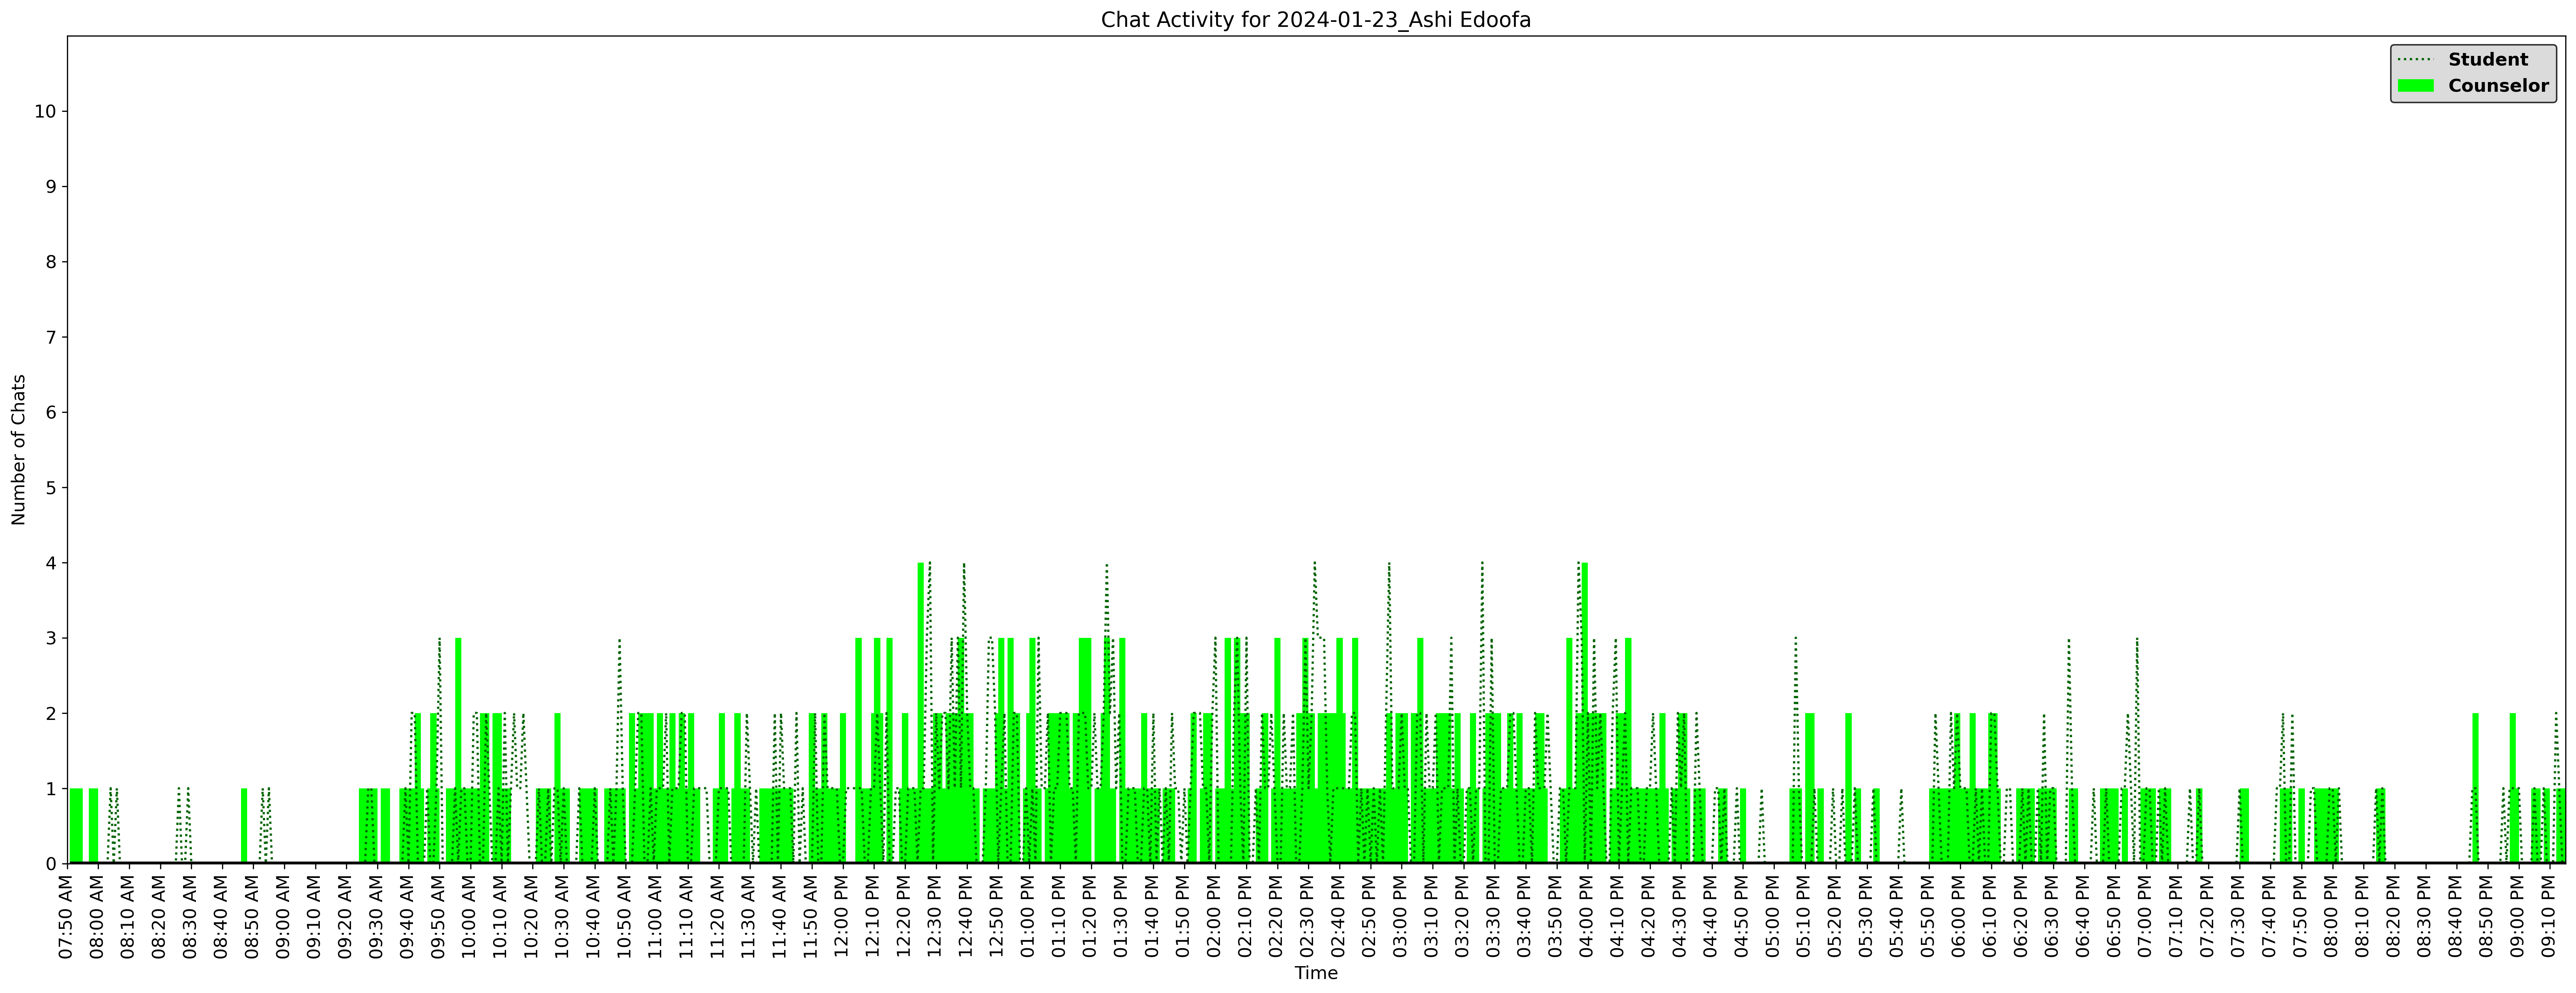 Chat Activity for 2024-01-23_Ashi Edoofa
Student
Counselor
Number of Chats
10
9
8
7
6
5
4
3
2
1
0
07:50 AM
08:00 AM
08:10 AM
08:20 AM
08:30 AM
08:40 AM
08:50 AM
09:00 AM
09:10 AM
09:20 AM
09:30 AM
09:40 AM
09:50 AM
10:00 AM
10:10 AM
10:20 AM
10:30 AM
10:40 AM
10:50 AM
11:00 AM
11:10 AM
11:20 AM
11:30 AM
11:40 AM
11:50 AM
12:00 PM
12:10 PM
12:20 PM
12:30 PM
12:40 PM
12:50 PM
01:00 PM
01:10 PM
01:20 PM
01:30 PM
01:40 PM
01:50 PM
02:00 PM
02:10 PM
02:20 PM
02:30 PM
02:40 PM
02:50 PM
03:00 PM
03:10 PM
03:20 PM
03:30 PM
03:40 PM
03:50 PM
04:00 PM
04:10 PM
04:20 PM
04:30 PM
04:40 PM
04:50 PM
05:00 PM
05:10 PM
05:20 PM
05:30 PM
05:40 PM
05:50 PM
06:00 PM
06:10 PM
06:20 PM
06:30 PM
06:40 PM
06:50 PM
07:00 PM
07:10 PM
07:20 PM
07:30 PM
07:40 PM
07:50 PM
08:00 PM
08:10 PM
08:20 PM
08:30 PM
08:40 PM
08:50 PM
09:00 PM
09:10 PM
Time